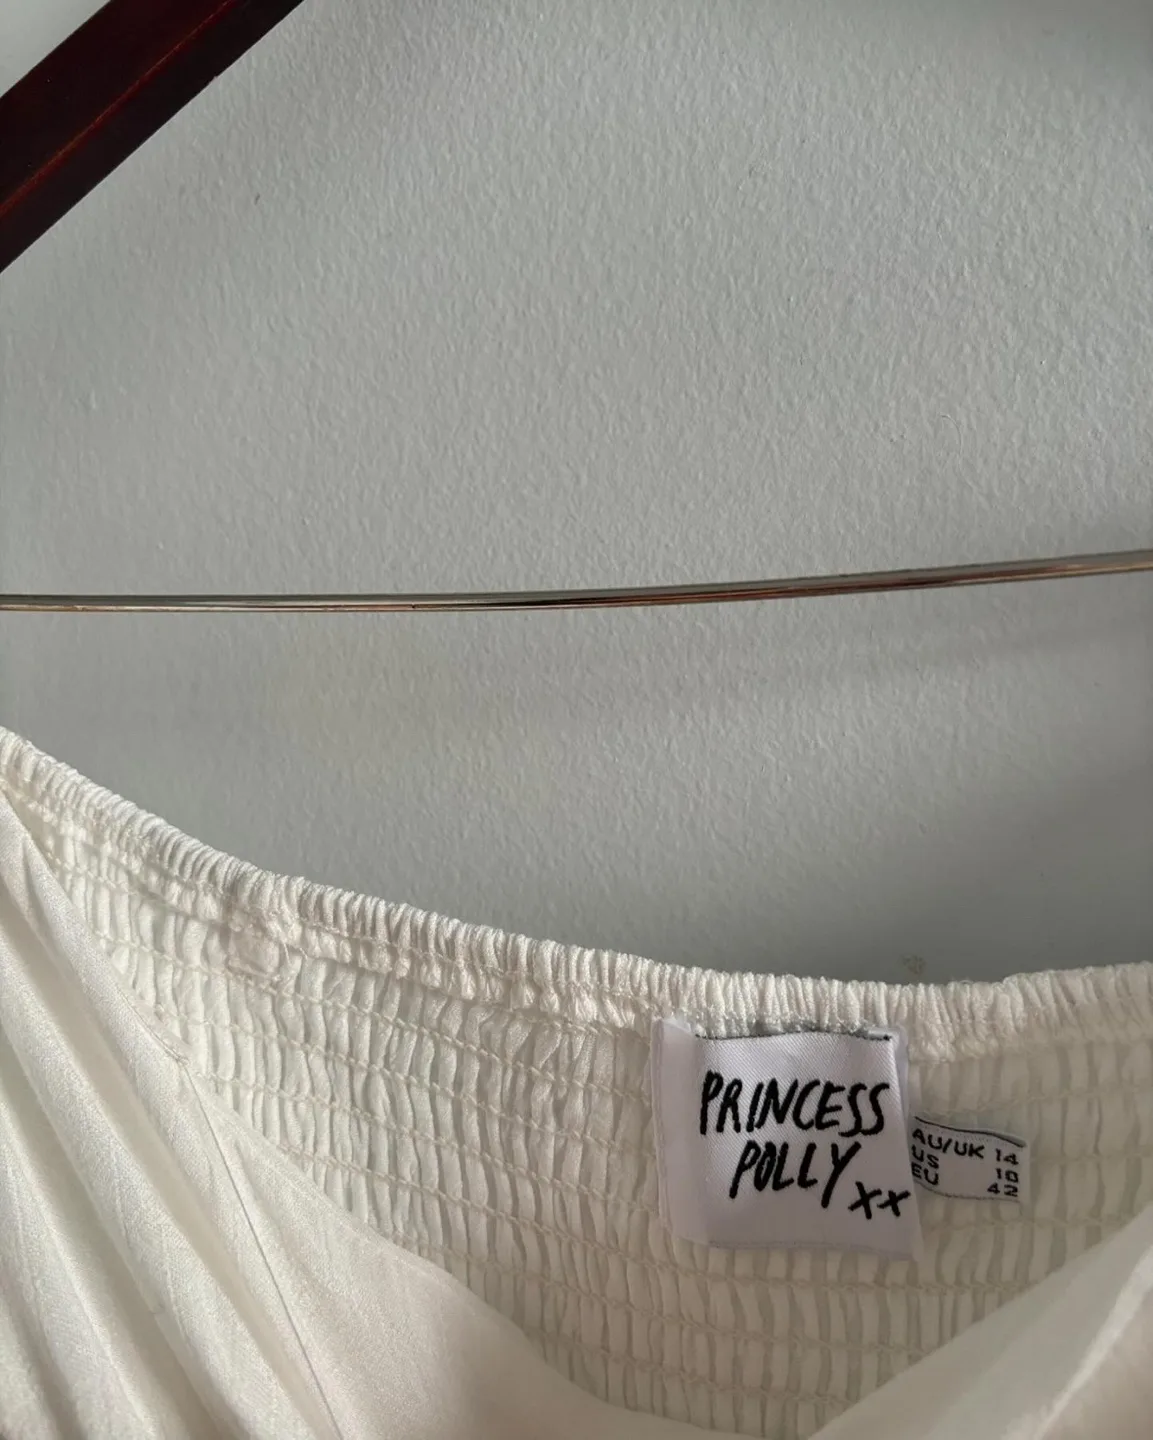 PRINCESS
POLLY xx
AU/UK 14
US 10
EU 42